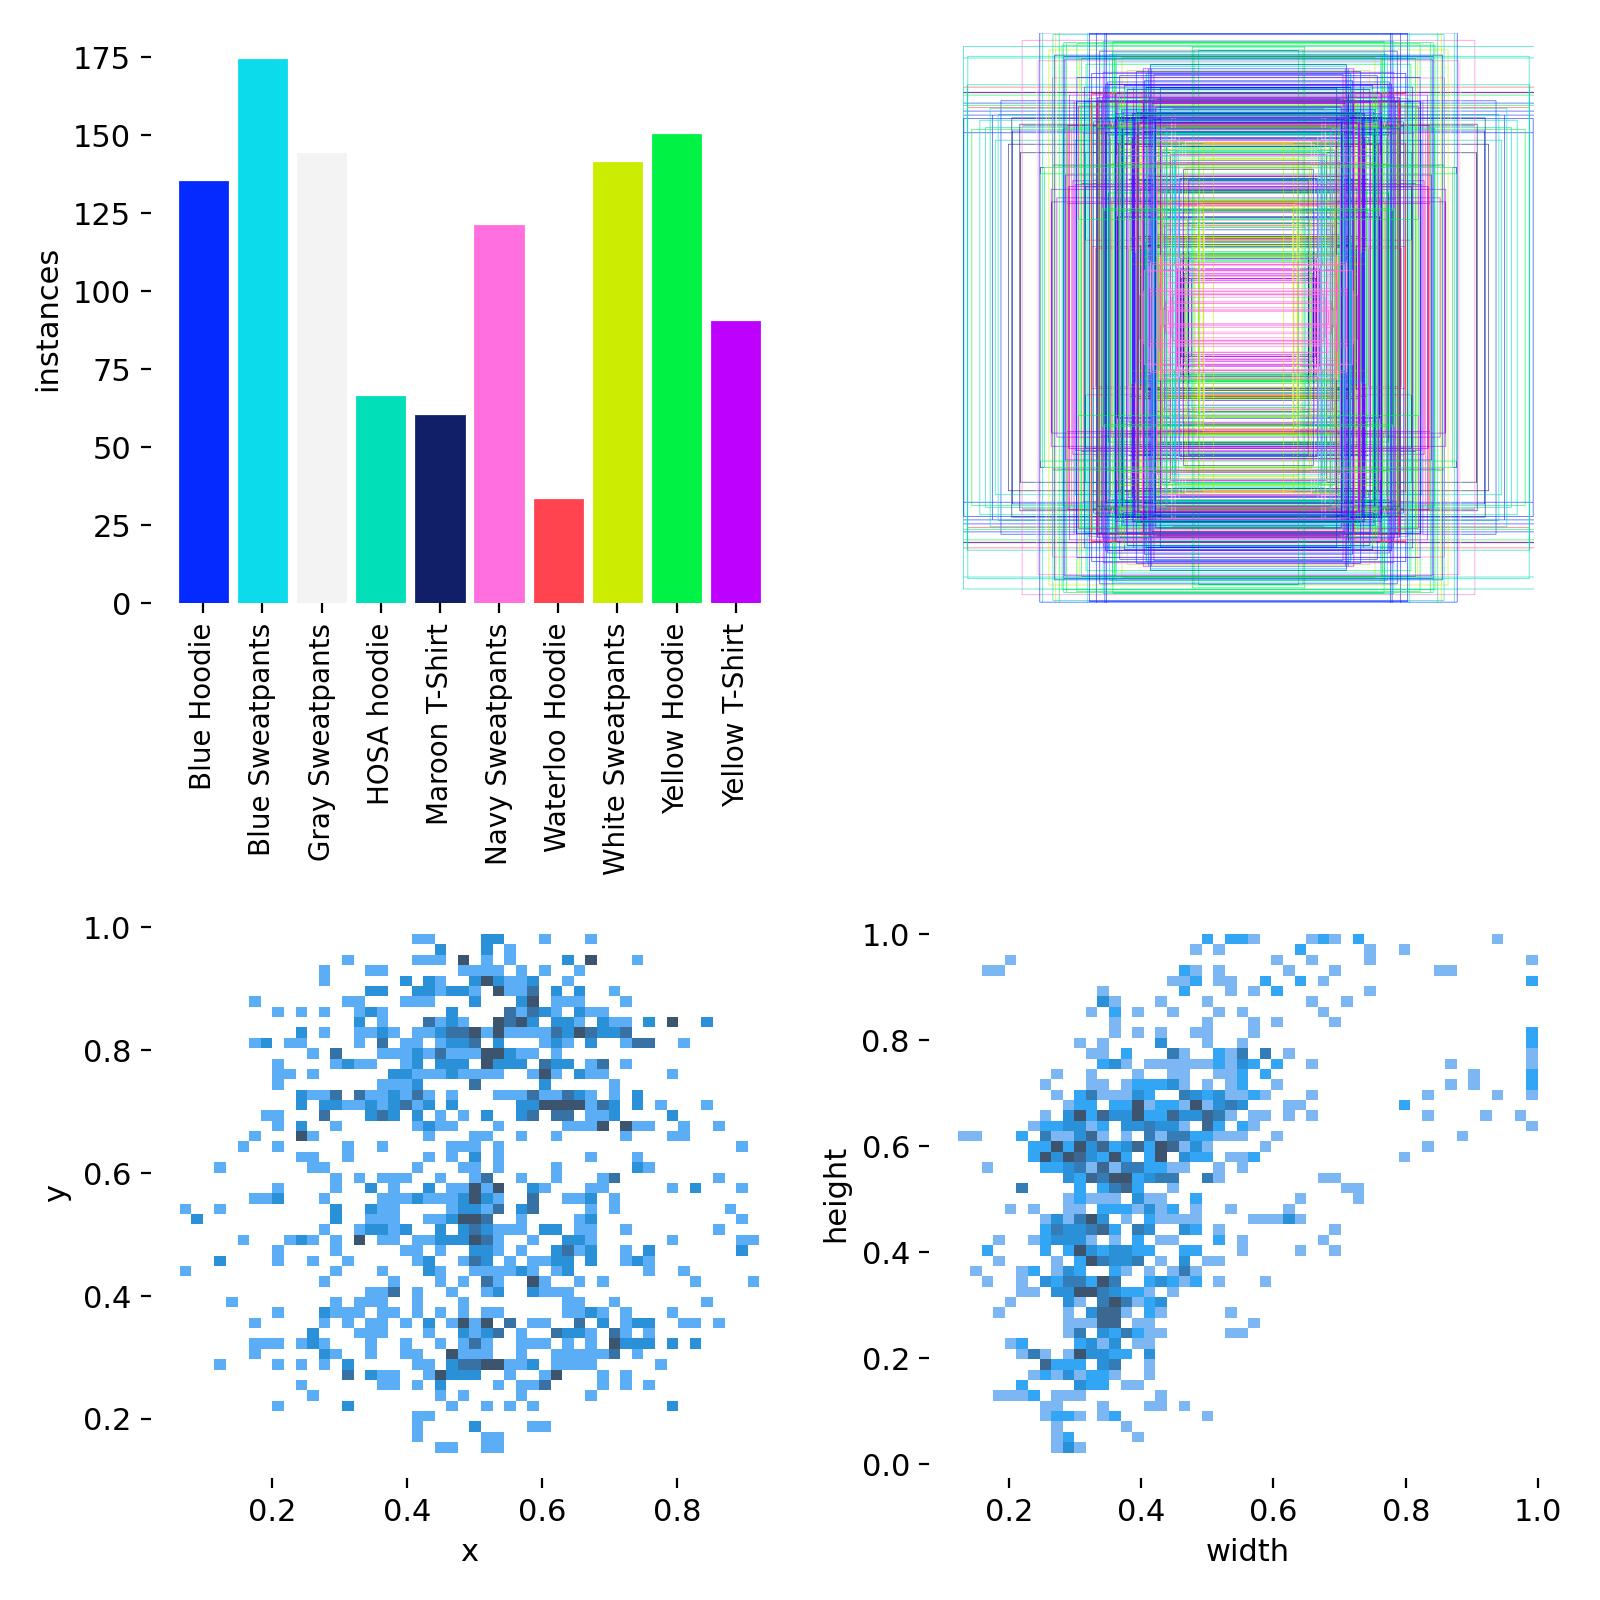 175
150
125
100
75
50
25
0
instances
Blue Hoodie
Blue Sweatpants
Gray Sweatpants
HOSA hoodie
Maroon T-Shirt
Navy Sweatpants
Waterloo Hoodie
White Sweatpants
Yellow Hoodie
Yellow T-Shirt
1.0
0.8
0.6
0.4
0.2
y
0.2 0.4 0.6 0.8
x
1.0
0.8
0.6
0.4
0.2
0.0
height
0.2 0.4 0.6 0.8 1.0
width